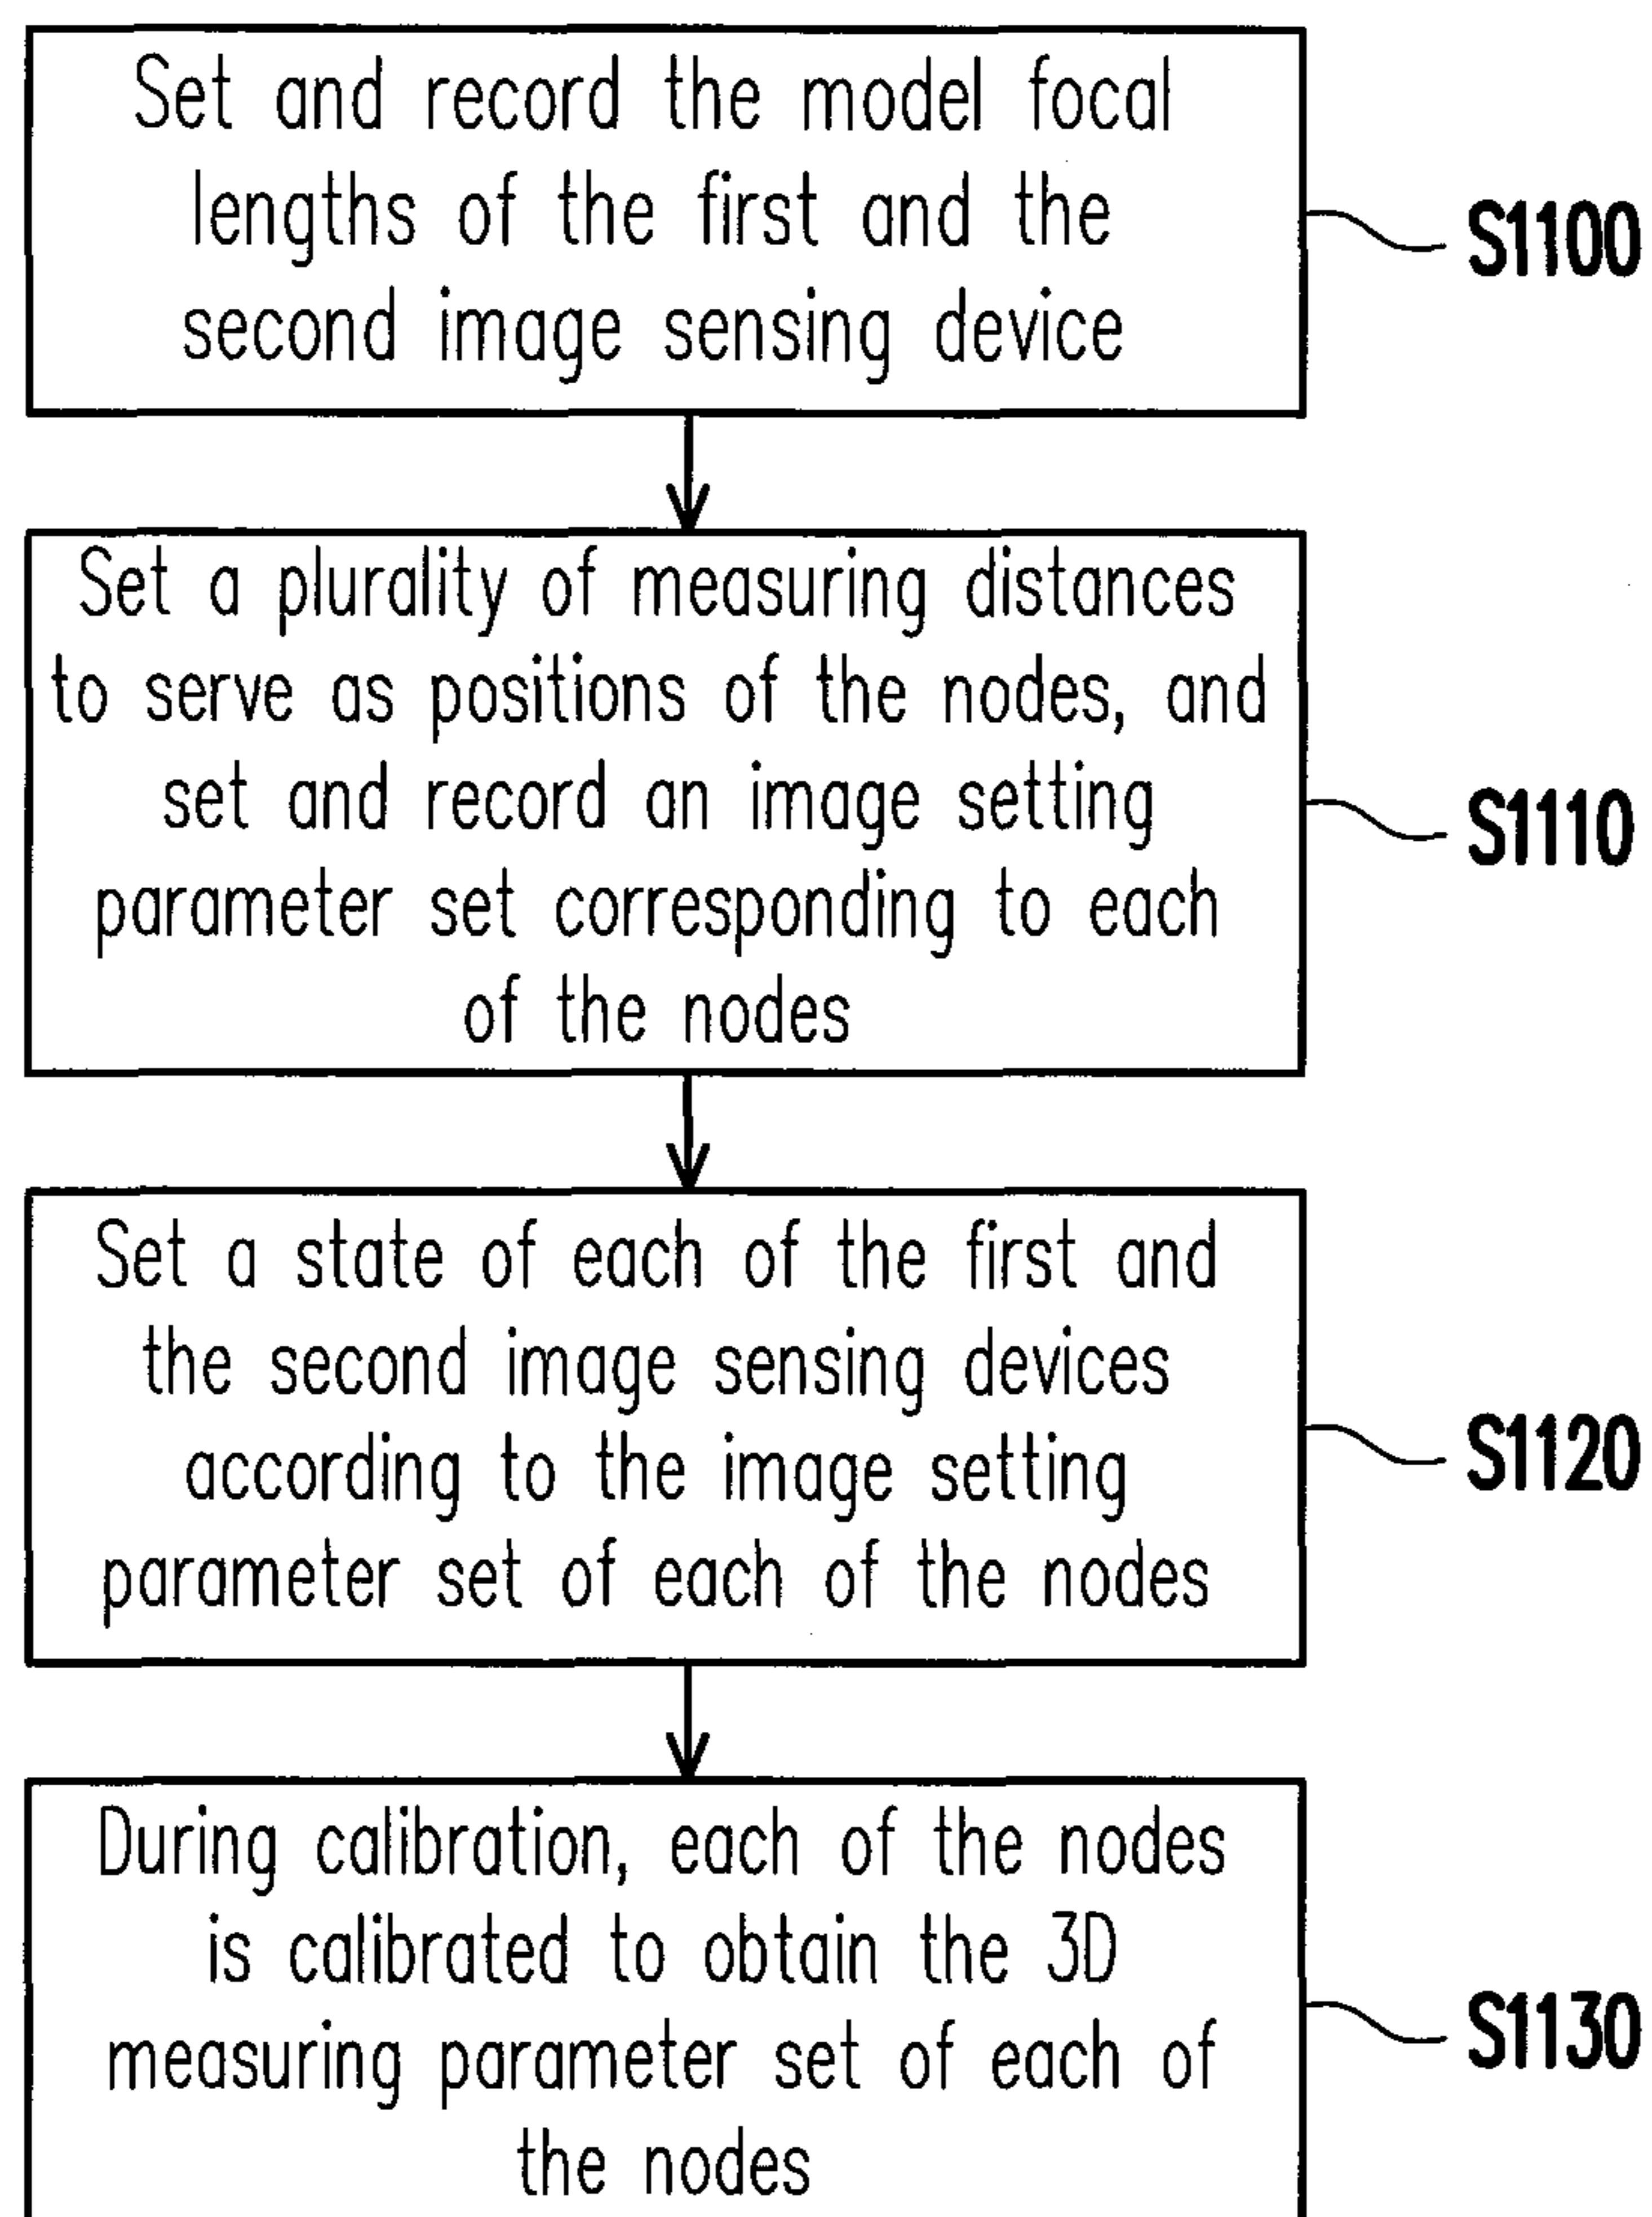 Set and record the model focal
lengths of the first and the
second image sensing device
S1100
Set a plurality of measuring distances
to serve as positions of the nodes, and
set and record an image setting
parameter set corresponding to each
of the nodes
S1110
Set a state of each of the first and
the second image sensing devices
according to the image setting
parameter set of each of the nodes
S1120
During calibration, each of the nodes
is calibrated to obtain the 3D
measuring parameter set of each of
the nodes
S1130